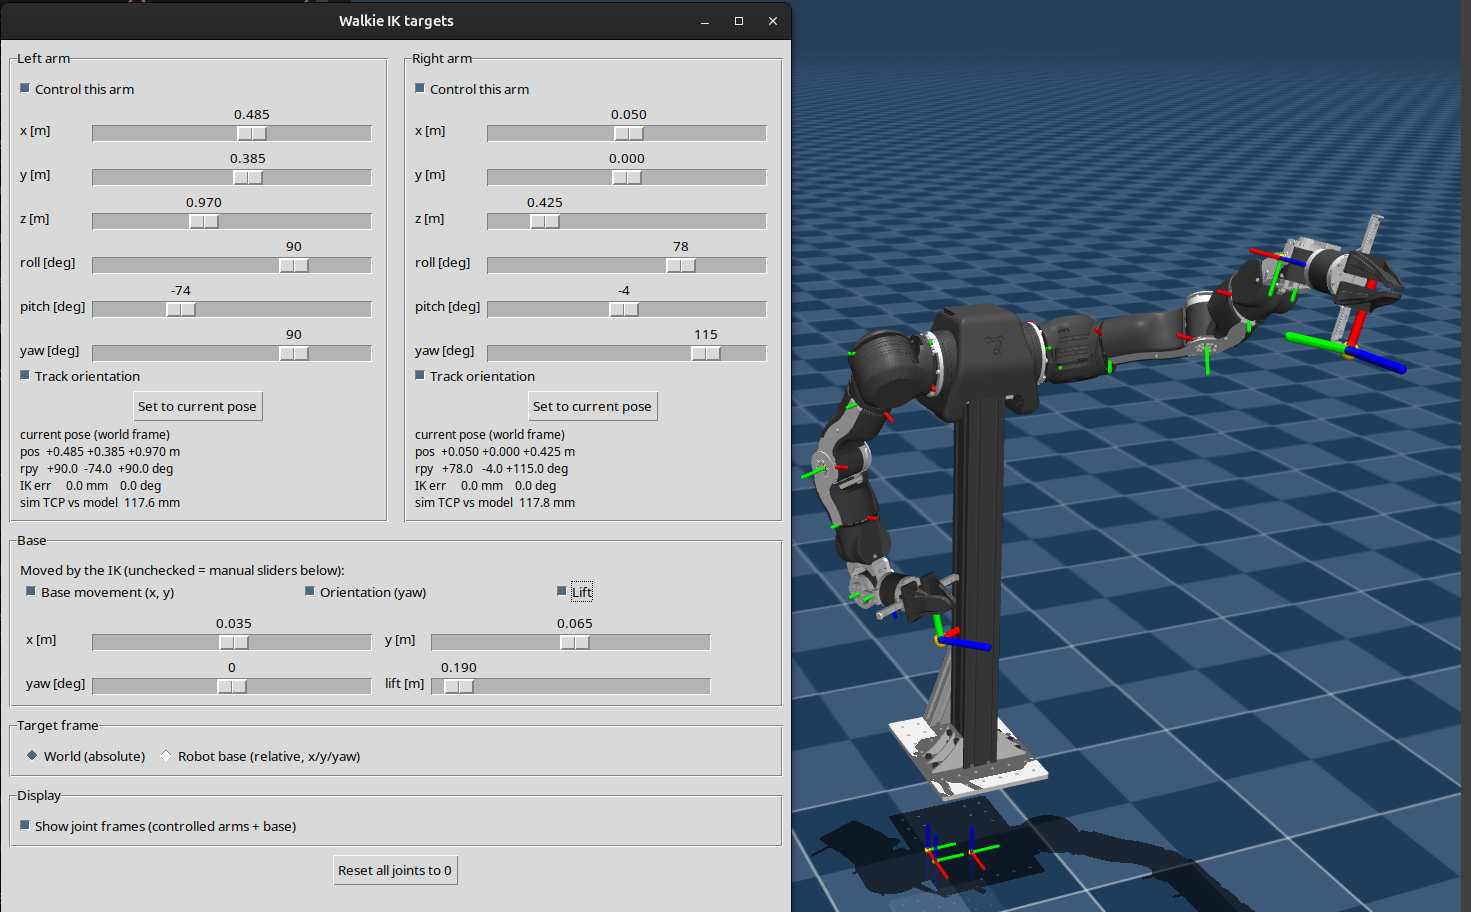 Walkie IK targets
Left arm
Control this arm
0.485
x [m]
0.385
y [m]
0.970
z [m]
90
roll [deg]
-74
pitch [deg]
90
yaw [deg]
Track orientation
Set to current pose
current pose (world frame)
pos +0.485 +0.385 +0.970 m
rpy +90.0 -74.0 +90.0 deg
IK err 0.0 mm 0.0 deg
sim TCP vs model 117.6 mm
Right arm
Control this arm
0.050
x [m]
0.000
y [m]
0.425
z [m]
78
roll [deg]
-4
pitch [deg]
115
yaw [deg]
Track orientation
Set to current pose
current pose (world frame)
pos +0.050 +0.000 +0.425 m
rpy +78.0 -4.0 +115.0 deg
IK err 0.0 mm 0.0 deg
sim TCP vs model 117.8 mm
Base
Moved by the IK (unchecked = manual sliders below):
Base movement (x, y) Orientation (yaw) Lift
0.035 0.065
x [m] y [m]
0 0.190
yaw [deg] lift [m]
Target frame
World (absolute) Robot base (relative, x/y/yaw)
Display
Show joint frames (controlled arms + base)
Reset all joints to 0